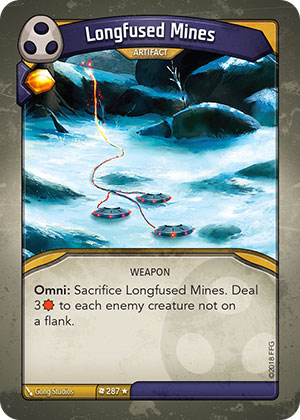 Longfused Mines
ARTIFACT
WEAPON
Omni: Sacrifice Longfused Mines. Deal
3 to each enemy creature not on
a flank.
Gong Studios
287
©2018 FFG